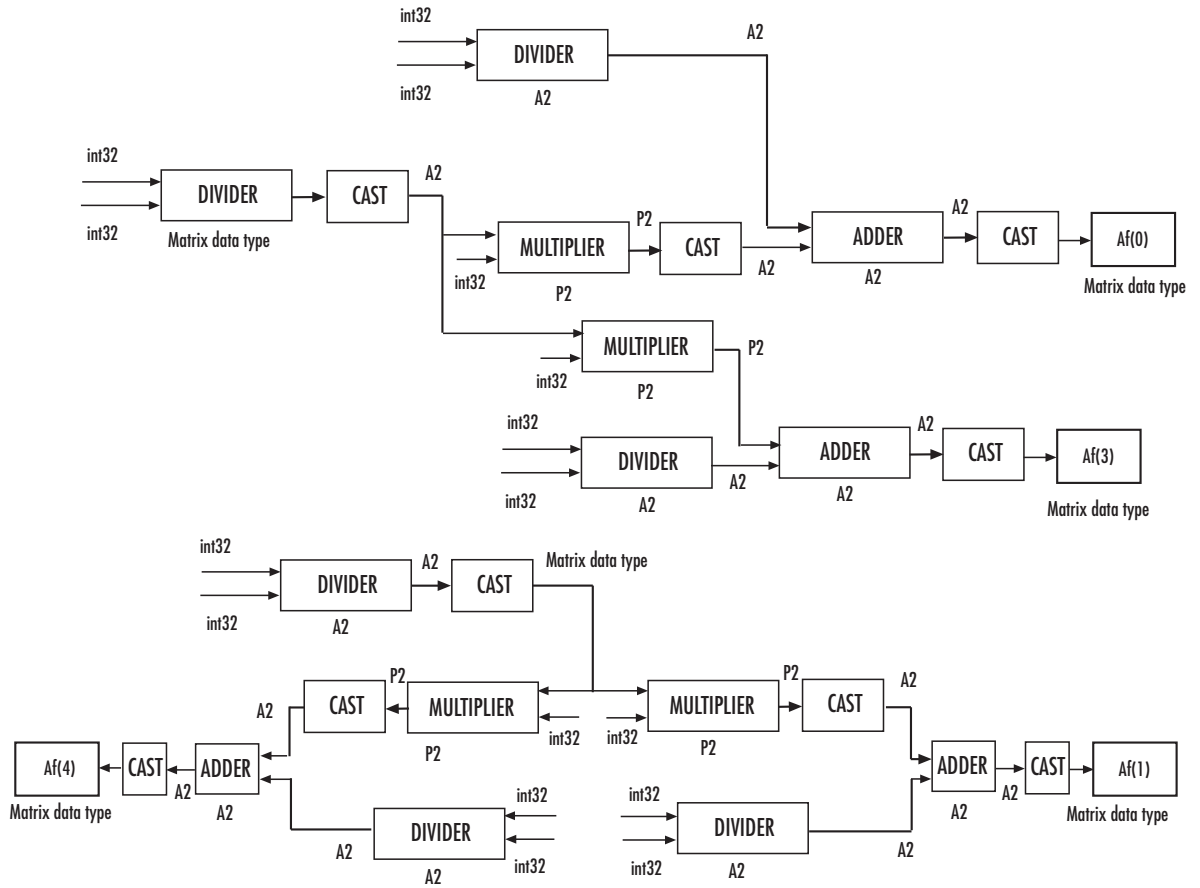 int32
DIVIDER
A2
int32
A2
int32
DIVIDER
CAST
A2
int32
Matrix data type
MULTIPLIER
P2
CAST
A2
ADDER
A2
CAST
Af(0)
int32
P2
A2
Matrix data type
MULTIPLIER
P2
int32
P2
int32
DIVIDER
A2
ADDER
A2
CAST
Af(3)
int32
A2
A2
Matrix data type
int32
DIVIDER
A2
CAST
Matrix data type
int32
A2
A2
CAST
P2
MULTIPLIER
MULTIPLIER
P2
CAST
A2
P2
int32
int32
P2
Af(4)
CAST
ADDER
ADDER
CAST
Af(1)
Matrix data type
A2
A2
A2
A2
Matrix data type
int32
int32
DIVIDER
DIVIDER
A2
int32
int32
A2
A2
A2